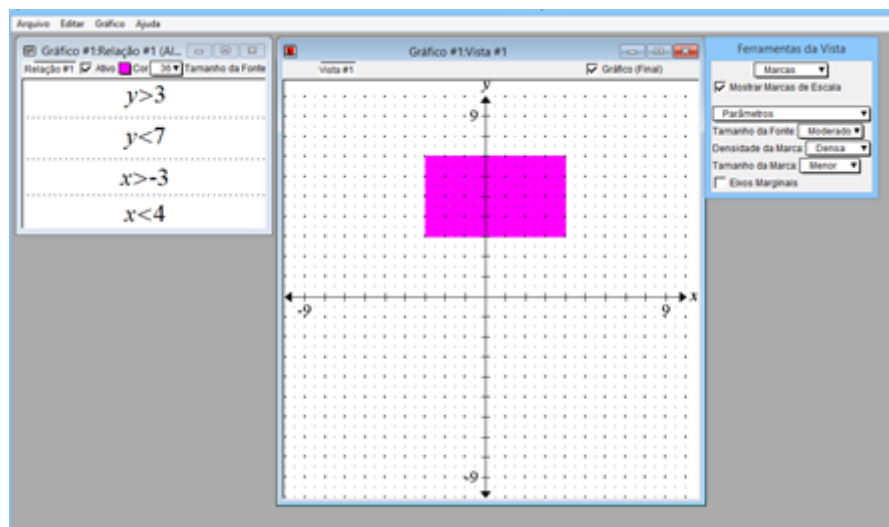 Arquivo Editar Gráfico Ajuda
Gráfico #1:Relação #1 (Al...
Relação #1 Ativo Cor 36 Tamanho da Fonte
y>3
y<7
x>-3
x<4
Gráfico #1:Vista #1
Vista #1 Gráfico (Final)
y
9
-9
9
x
-9
Ferramentas da Vista
Marcas
Mostrar Marcas de Escala
Parâmetros
Tamanho da Fonte: Moderado
Densidade da Marca: Densa
Tamanho da Marca: Menor
Eixos Marginais